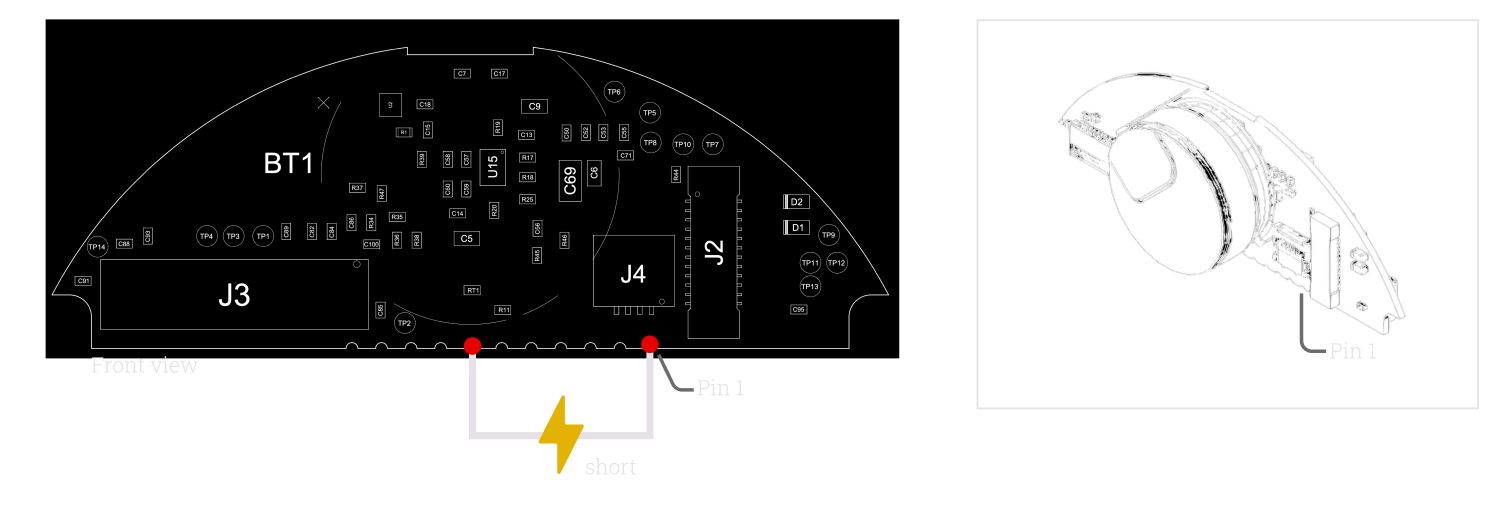 C7 C17
TP6
U2 C18 C9 TP5
R1 C15 R19 C13 C50 C52 C53 C55 TP8 TP10 TP7
BT1 R39 C58 C57 U15 R17 C71
R18 C69 C6 R44
R37 R47 C60 C59 R25 D2
C86 R34 R35 C14 R20 D1
TP14 C88 C93 TP4 TP3 TP1 C89 C82 C84 C100 R36 R38 C5 C56 R45 R46 J2 TP9
C91 J3 J4 TP11 TP12
RT1 TP13
C85 TP2 R11 C95
Front view
Pin 1
short
Pin 1